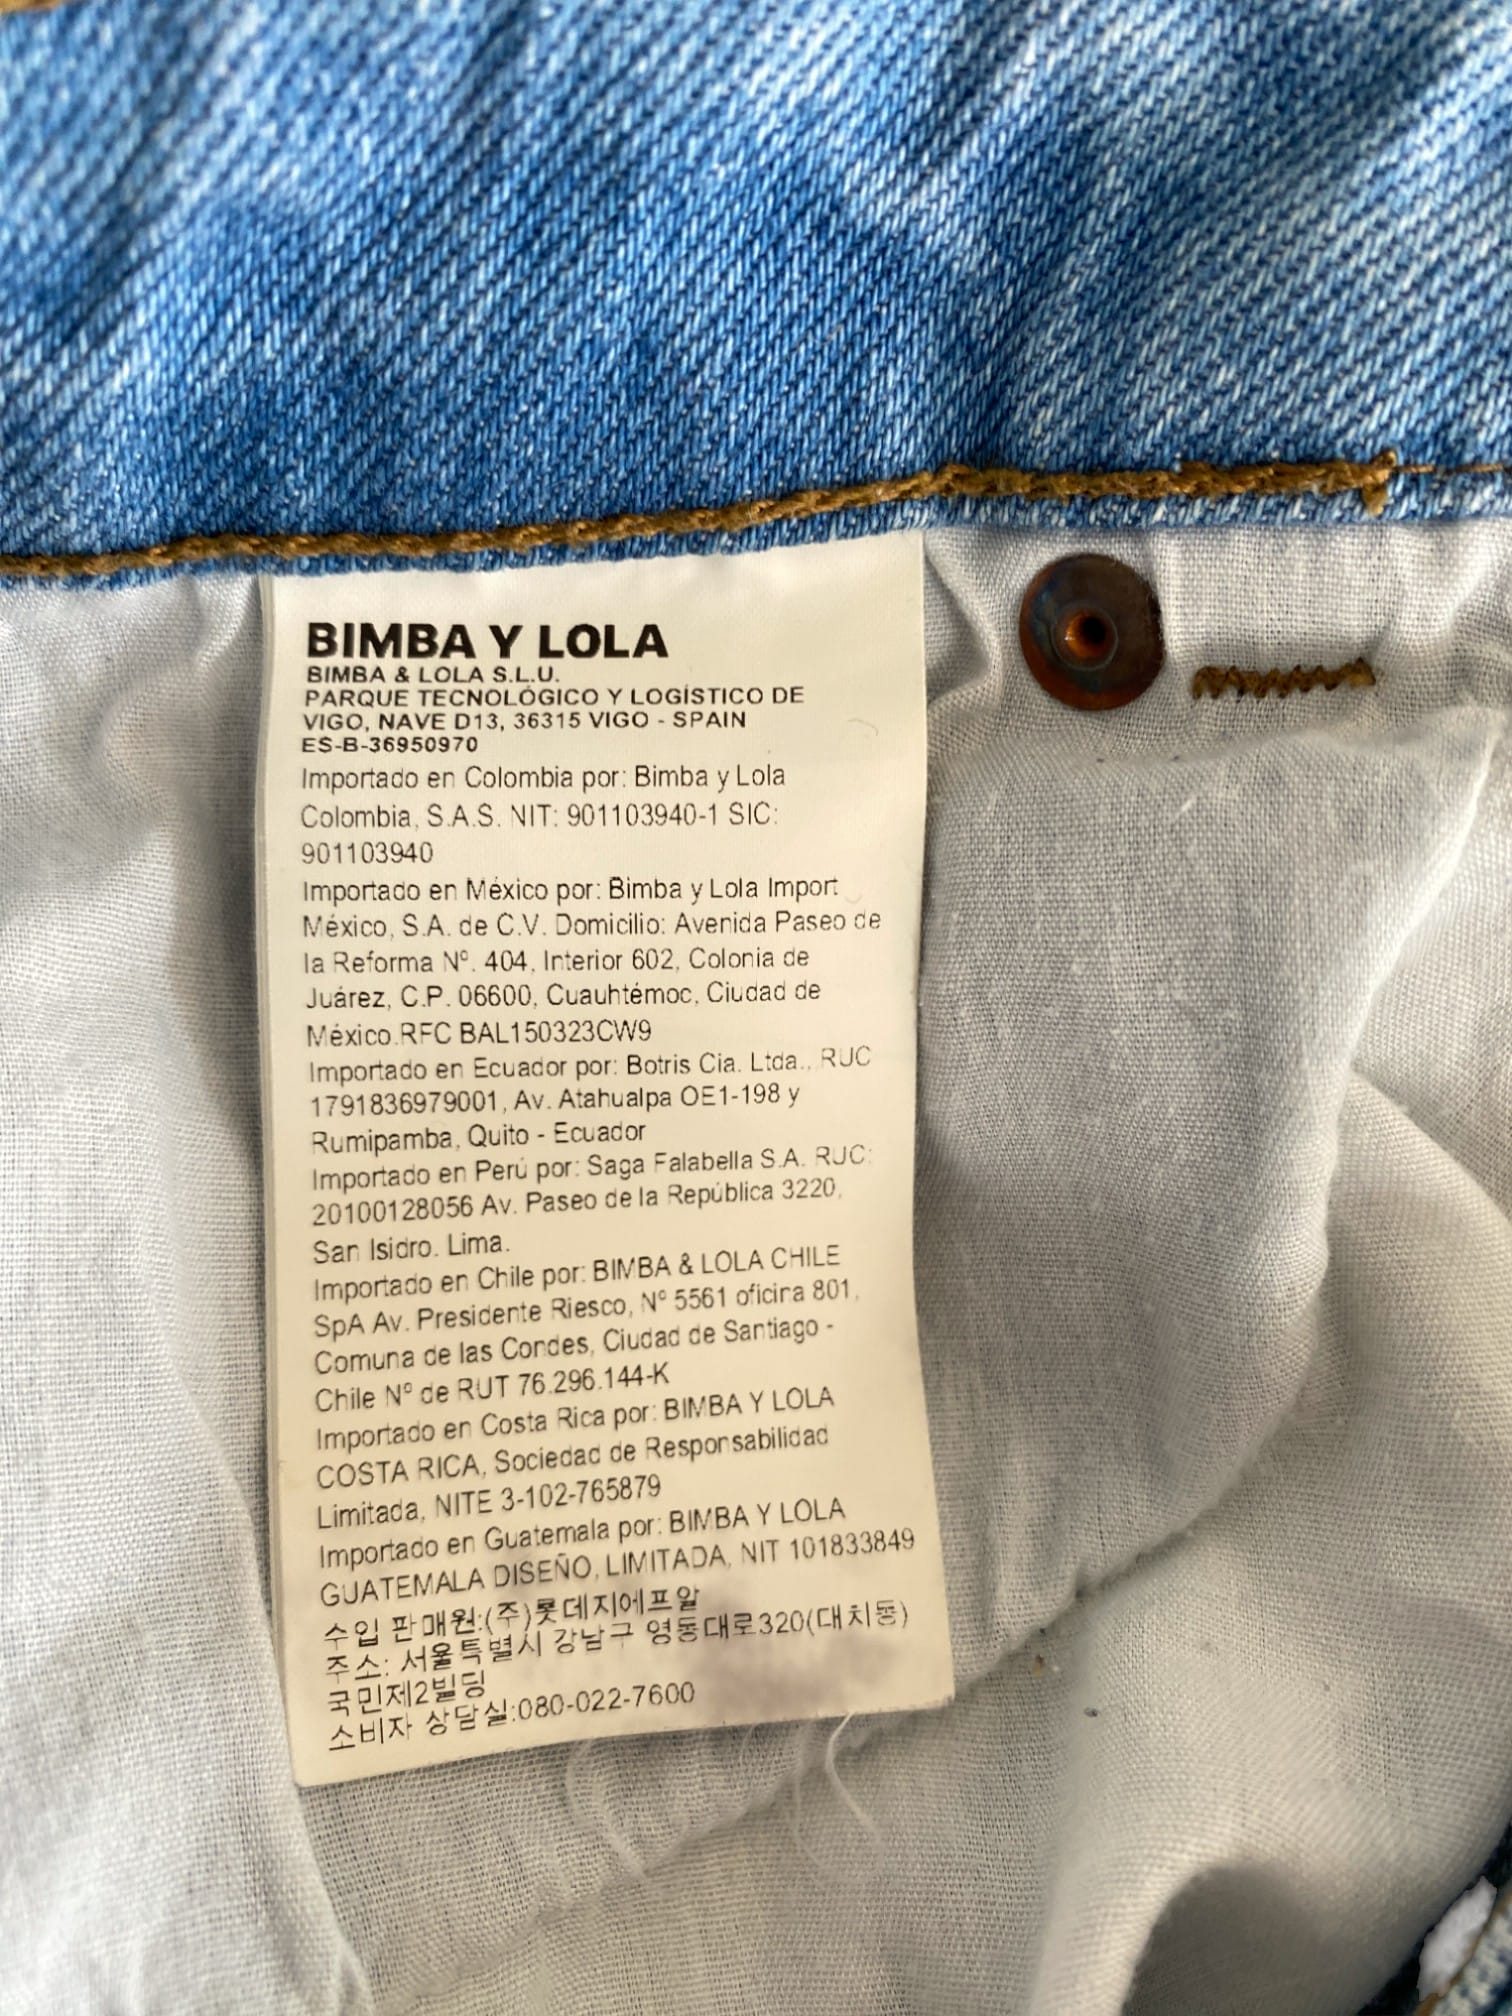 BIMBA Y LOLA
BIMBA & LOLA S.L.U.
PARQUE TECNOLÓGICO Y LOGÍSTICO DE
VIGO, NAVE D13, 36315 VIGO - SPAIN
ES-B-36950970
Importado en Colombia por: Bimba y Lola
Colombia, S.A.S. NIT: 901103940-1 SIC:
901103940
Importado en México por: Bimba y Lola Import
México, S.A. de C.V. Domicilio: Avenida Paseo de
la Reforma Nº. 404, Interior 602, Colonia de
Juárez, C.P. 06600, Cuauhtémoc, Ciudad de
México.RFC BAL150323CW9
Importado en Ecuador por: Botris Cia. Ltda., RUC
1791836979001, Av. Atahualpa OE1-198 y
Rumipamba, Quito - Ecuador
Importado en Perú por: Saga Falabella S.A. RUC:
20100128056 Av. Paseo de la República 3220,
San Isidro. Lima.
Importado en Chile por: BIMBA & LOLA CHILE
SpA Av. Presidente Riesco, Nº 5561 oficina 801,
Comuna de las Condes, Ciudad de Santiago -
Chile Nº de RUT 76.296.144-K
Importado en Costa Rica por: BIMBA Y LOLA
COSTA RICA, Sociedad de Responsabilidad
Limitada, NITE 3-102-765879
Importado en Guatemala por: BIMBA Y LOLA
GUATEMALA DISEÑO, LIMITADA, NIT 101833849
수입 판매원:(주)롯데지에프알
주소: 서울특별시 강남구 영동대로320(대치동)
국민제2빌딩
소비자 상담실:080-022-7600